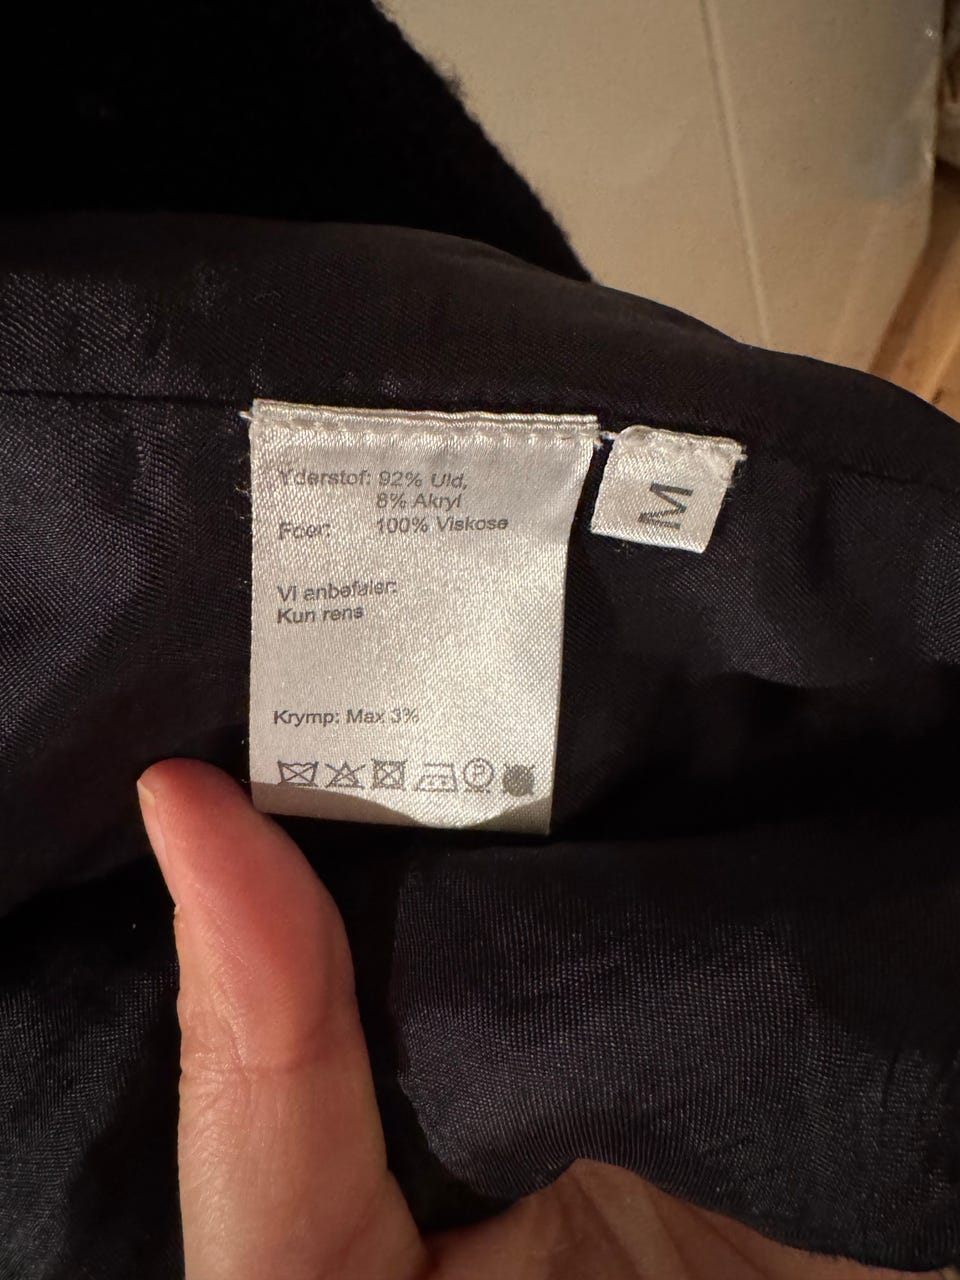 Yderstof: 92% Uld,
8% Akryl
Foer: 100% Viskose
Vi anbefaler:
Kun rens
Krymp: Max 3%
P
M